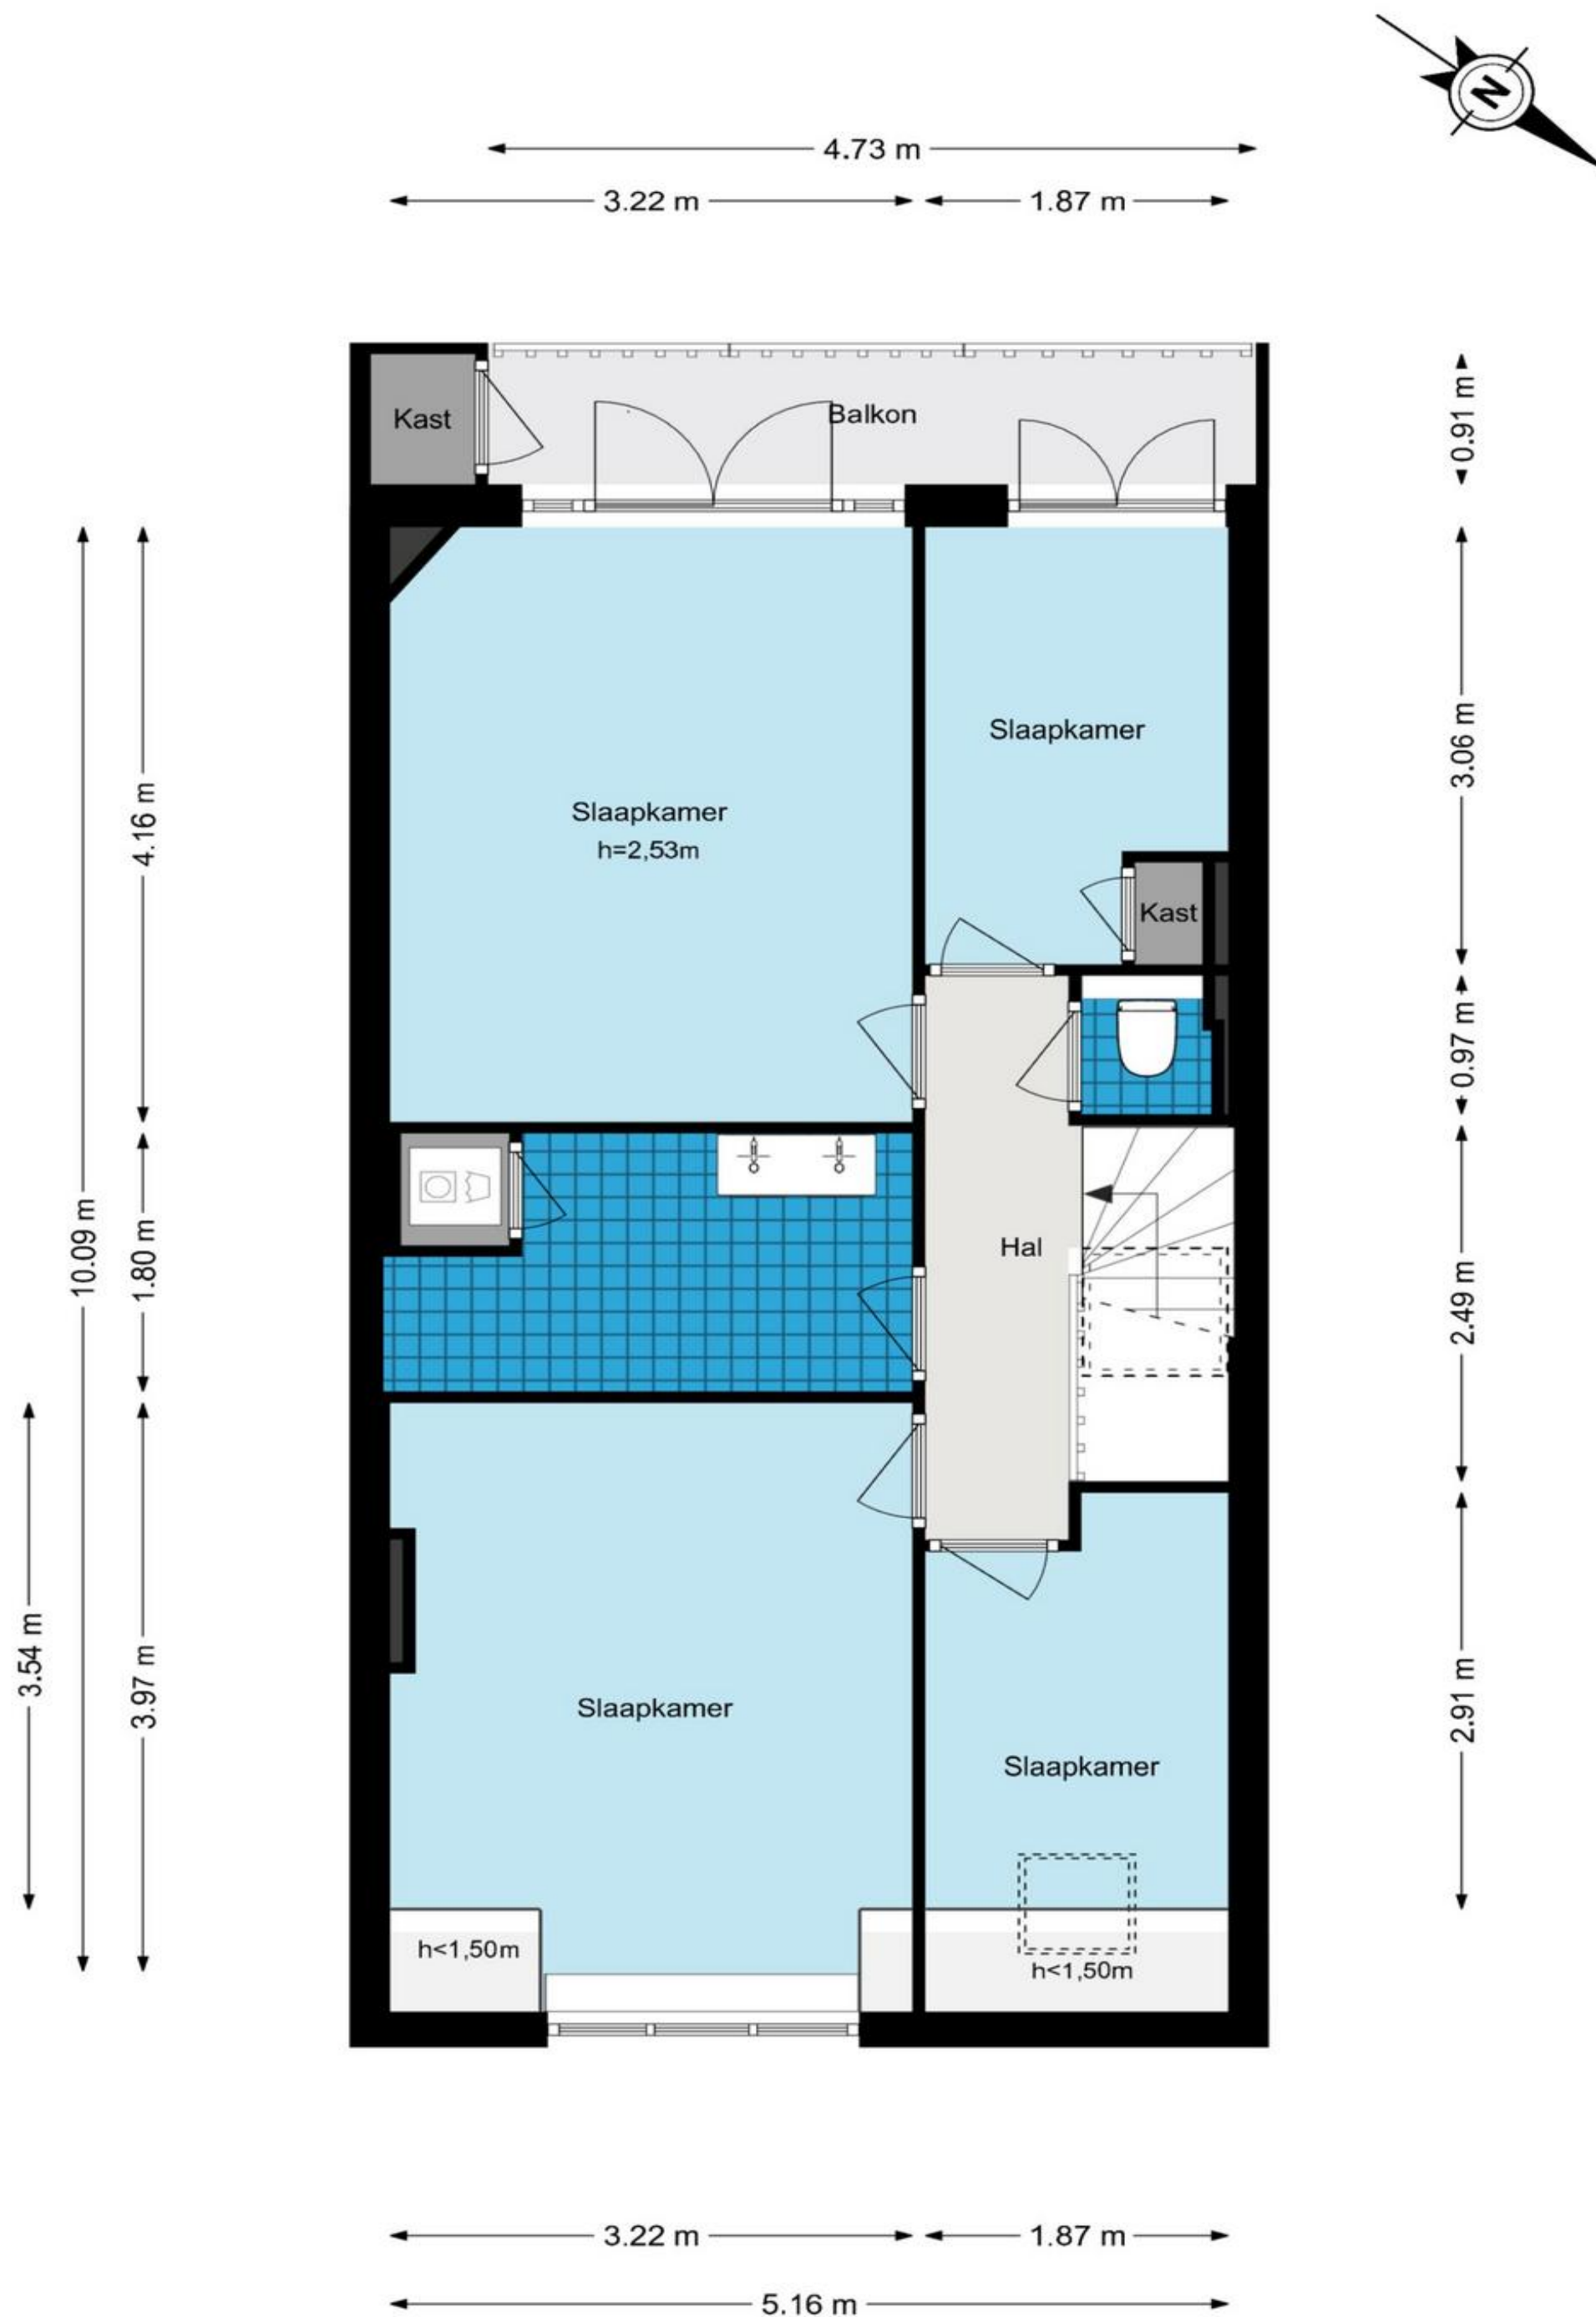 N
4.73 m
3.22 m
1.87 m
Kast
Balkon
0.91 m
Slaapkamer
h=2,53m
Slaapkamer
Kast
4.16 m
3.06 m
0.97 m
10.09 m
1.80 m
Hal
2.49 m
3.54 m
3.97 m
Slaapkamer
Slaapkamer
2.91 m
h<1,50m
h<1,50m
3.22 m
1.87 m
5.16 m